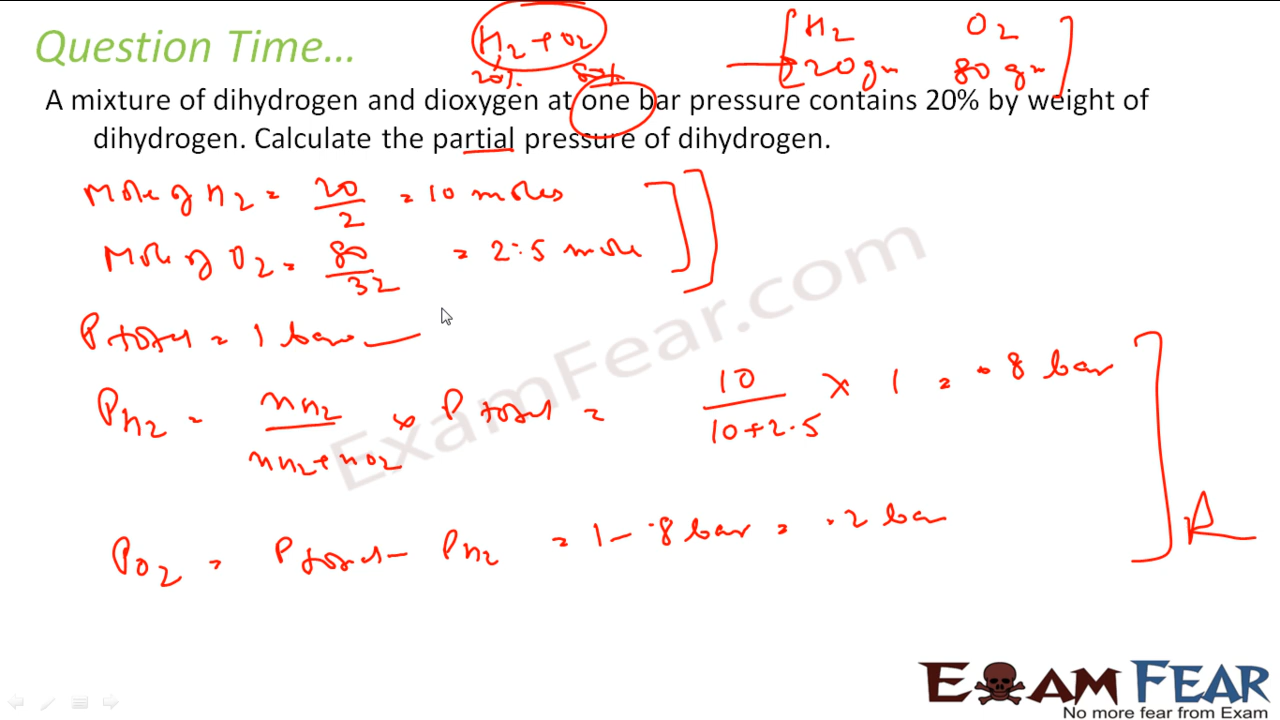 Question Time...
H2 + O2
20% 80%
H2 O2
20 gm 80 gm
A mixture of dihydrogen and dioxygen at one bar pressure contains 20% by weight of
dihydrogen. Calculate the partial pressure of dihydrogen.
Mole of H2 = 20/2 = 10 moles
Mole of O2 = 80/32 = 2.5 mole
P total = 1 bar
PH2 = nH2/nH2+nO2 × P total = 10/10+2.5 × 1 = .8 bar
PO2 = P total - PH2 = 1 - .8 bar = .2 bar
ExamFear.com
EXAM FEAR
No more fear from Exam